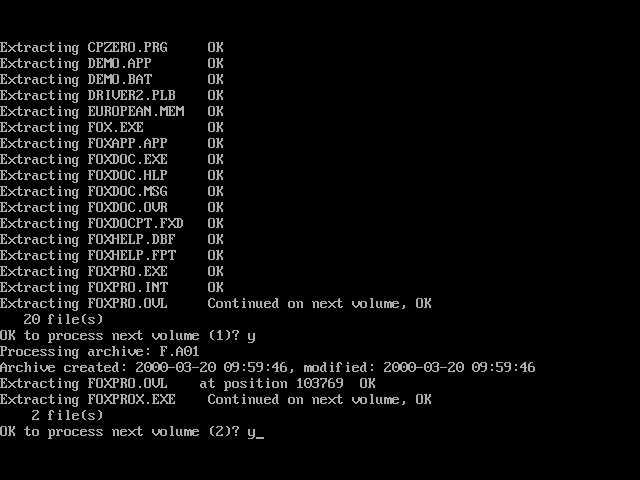 Extracting CPZERO.PRG     OK
Extracting DEMO.APP       OK
Extracting DEMO.BAT       OK
Extracting DRIVER2.PLB    OK
Extracting EUROPEAN.MEM   OK
Extracting FOX.EXE        OK
Extracting FOXAPP.APP     OK
Extracting FOXDOC.EXE     OK
Extracting FOXDOC.HLP     OK
Extracting FOXDOC.MSG     OK
Extracting FOXDOC.OVR     OK
Extracting FOXDOCPT.FXD   OK
Extracting FOXHELP.DBF    OK
Extracting FOXHELP.FPT    OK
Extracting FOXPRO.EXE     OK
Extracting FOXPRO.INT     OK
Extracting FOXPRO.OVL     Continued on next volume, OK
   20 file(s)
OK to process next volume (1)? y
Processing archive: F.A01
Archive created: 2000-03-20 09:59:46, modified: 2000-03-20 09:59:46
Extracting FOXPRO.OVL    at position 103769  OK
Extracting FOXPROX.EXE    Continued on next volume, OK
    2 file(s)
OK to process next volume (2)? y_